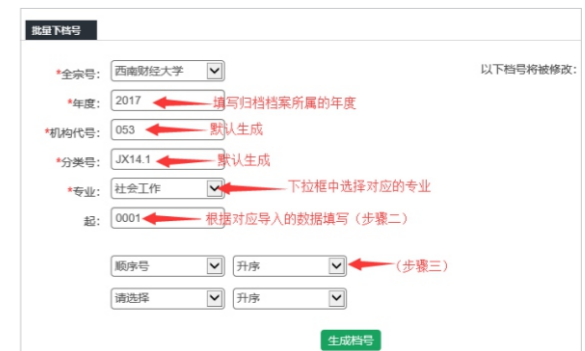 批量下档号
*全宗号: 西南财经大学 以下档号将被修改:
*年度: 2017 填写归档档案所属的年度
*机构代号: 053 默认生成
*分类号: JX14.1 默认生成
*专业: 社会工作 下拉框中选择对应的专业
起: 0001 根据对应导入的数据填写（步骤二）
顺序号 升序 （步骤三）
请选择 升序
生成档号